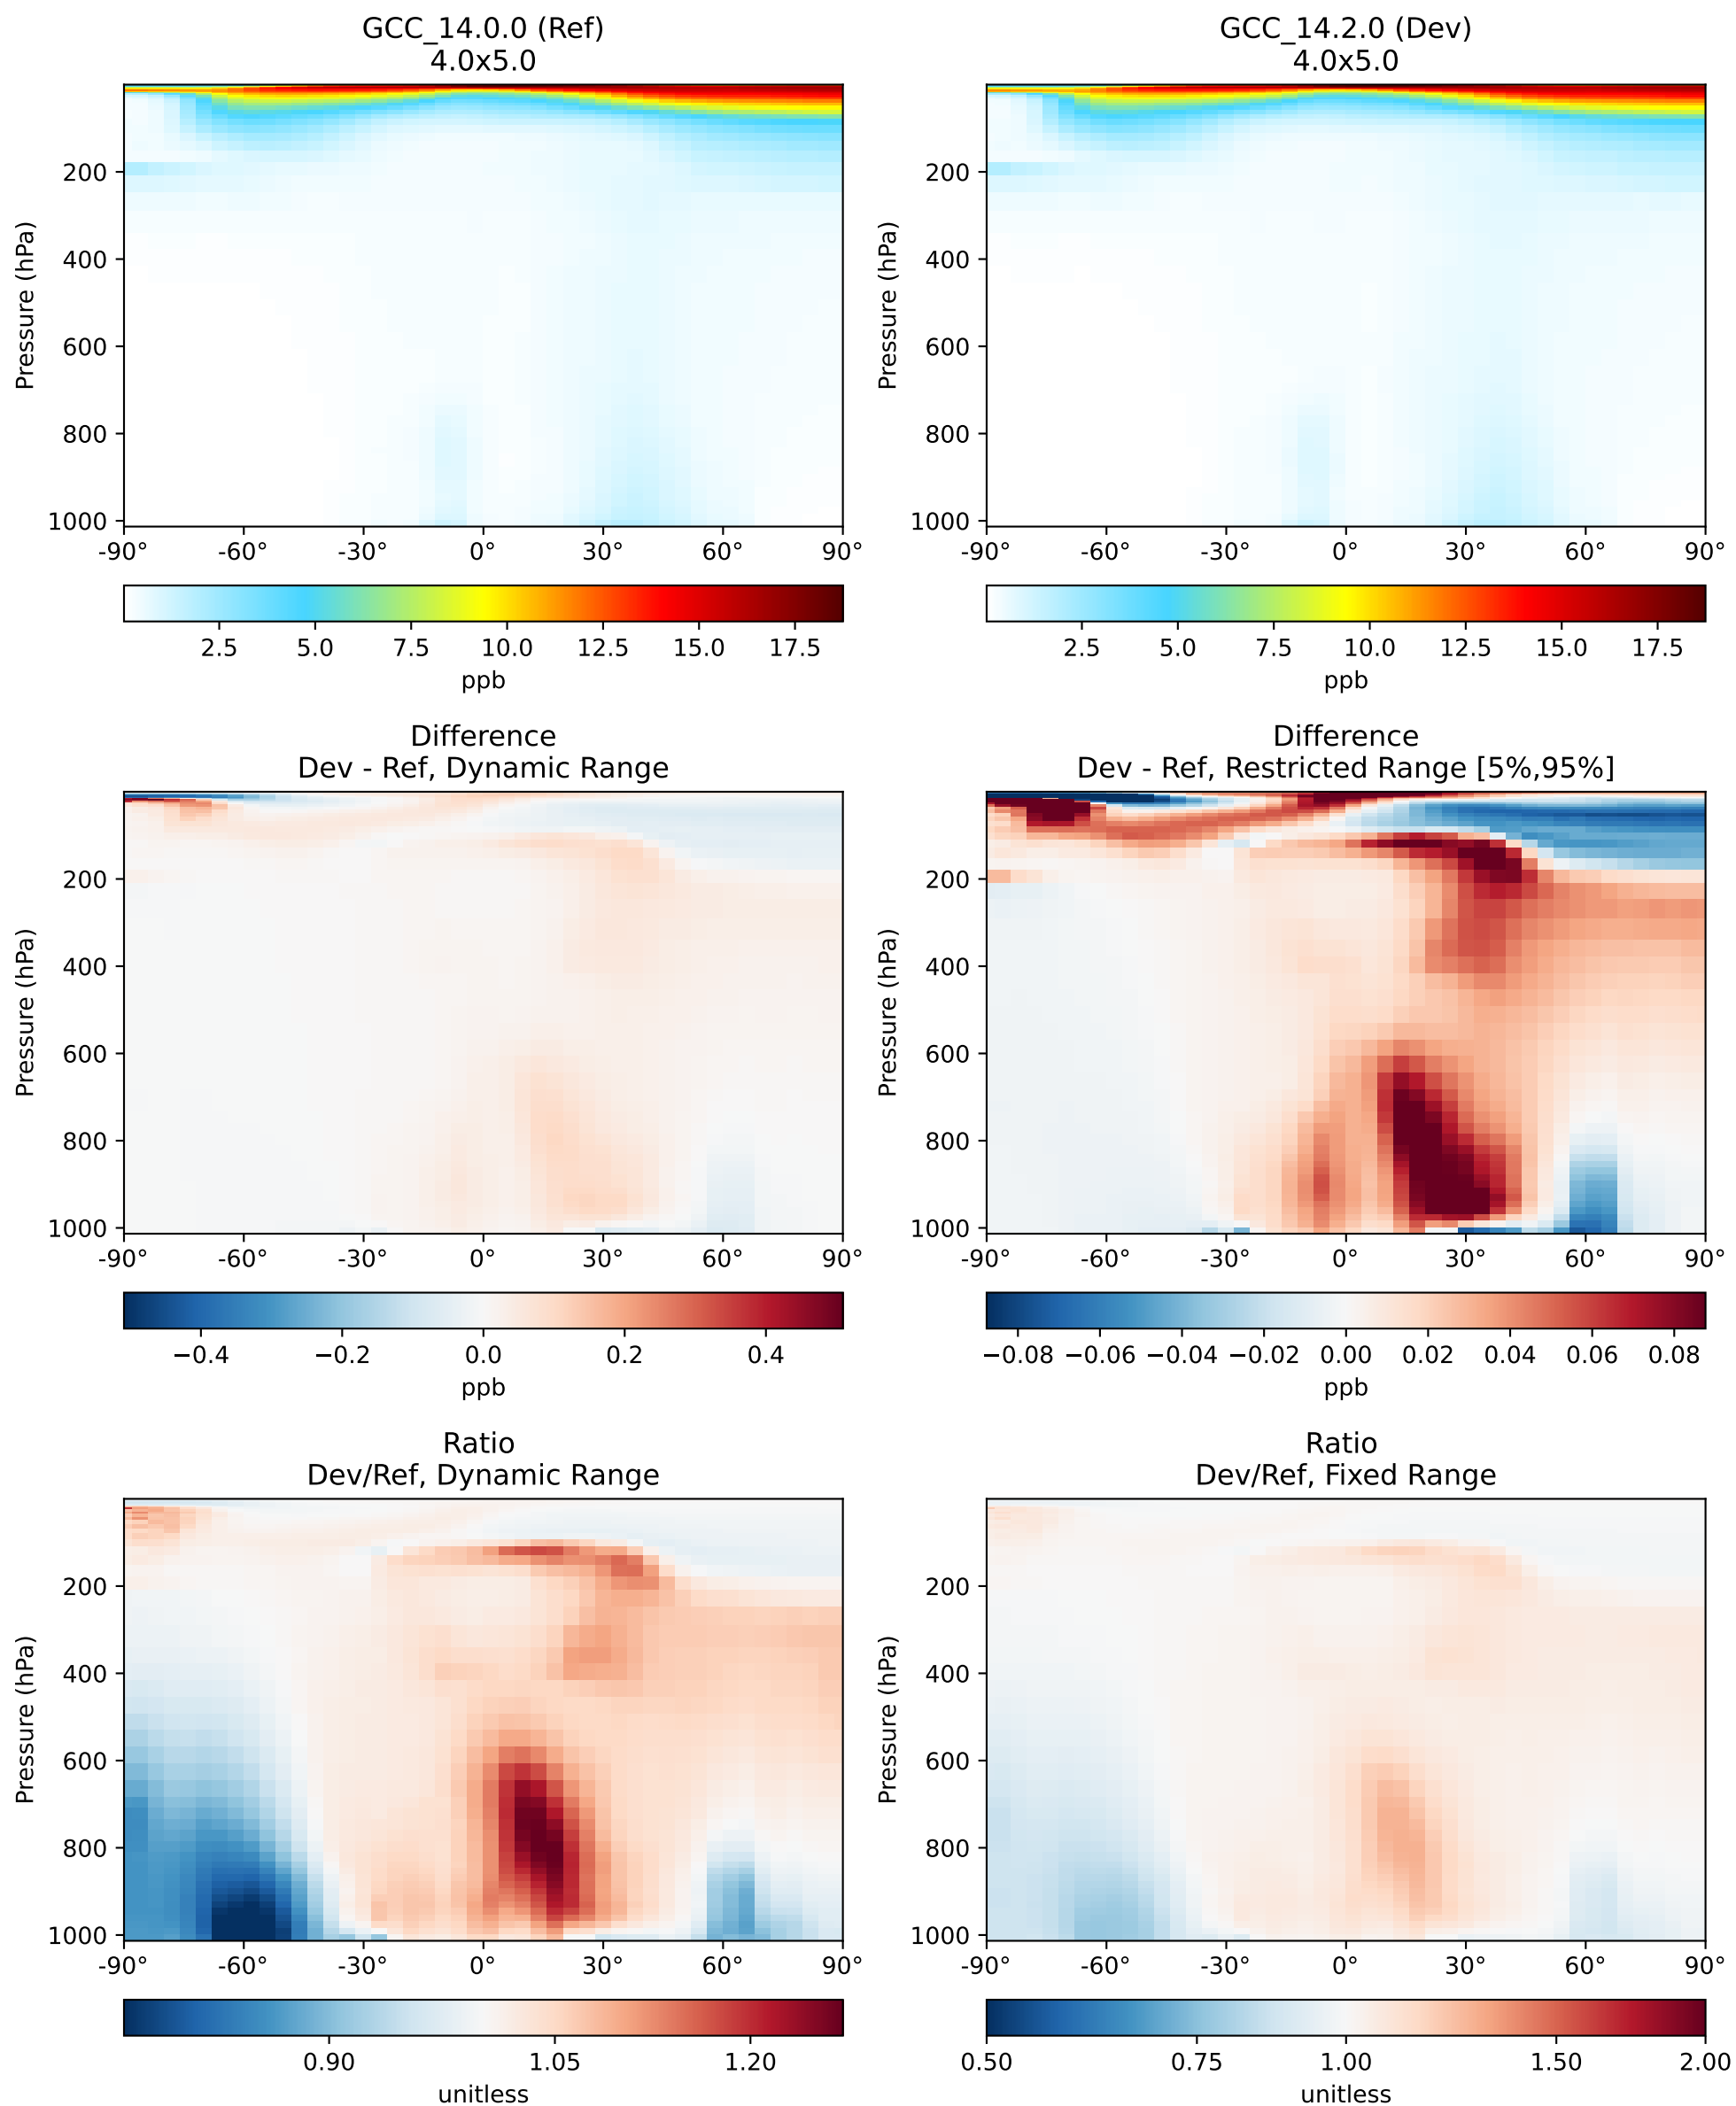 GCC_14.0.0 (Ref)
4.0x5.0
Pressure (hPa)
200
400
600
800
1000
-90° -60° -30° 0° 30° 60° 90°
2.5 5.0 7.5 10.0 12.5 15.0 17.5
ppb
GCC_14.2.0 (Dev)
4.0x5.0
Pressure (hPa)
200
400
600
800
1000
-90° -60° -30° 0° 30° 60° 90°
2.5 5.0 7.5 10.0 12.5 15.0 17.5
ppb
Difference
Dev - Ref, Dynamic Range
Pressure (hPa)
200
400
600
800
1000
-90° -60° -30° 0° 30° 60° 90°
−0.4 −0.2 0.0 0.2 0.4
ppb
Difference
Dev - Ref, Restricted Range [5%,95%]
Pressure (hPa)
200
400
600
800
1000
-90° -60° -30° 0° 30° 60° 90°
−0.08 −0.06 −0.04 −0.02 0.00 0.02 0.04 0.06 0.08
ppb
Ratio
Dev/Ref, Dynamic Range
Pressure (hPa)
200
400
600
800
1000
-90° -60° -30° 0° 30° 60° 90°
0.90 1.05 1.20
unitless
Ratio
Dev/Ref, Fixed Range
Pressure (hPa)
200
400
600
800
1000
-90° -60° -30° 0° 30° 60° 90°
0.50 0.75 1.00 1.50 2.00
unitless